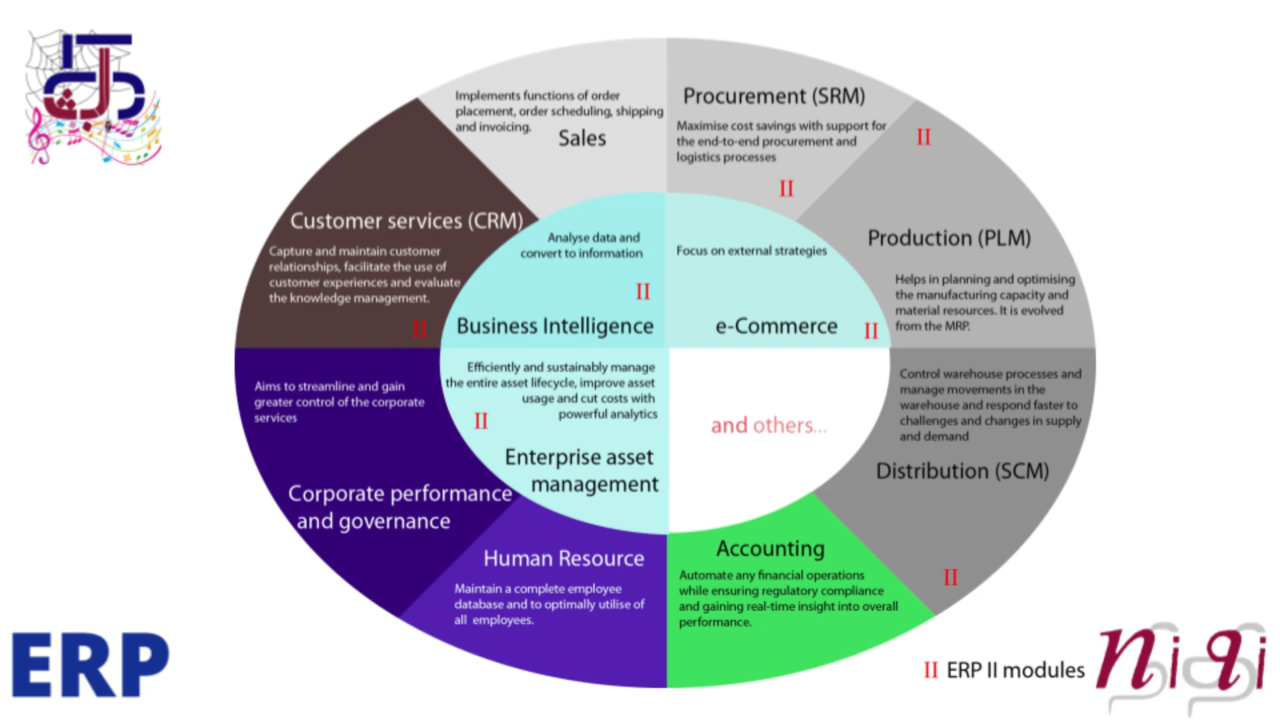 Implements functions of order
placement, order scheduling, shipping
and invoicing.
Sales
Procurement (SRM)
Maximise cost savings with support for
the end-to-end procurement and
logistics processes
II
II
Production (PLM)
Helps in planning and optimising
the manufacturing capacity and
material resources. It is evolved
from the MRP.
Customer services (CRM)
Capture and maintain customer
relationships, facilitate the use of
customer experiences and evaluate
the knowledge management.
II
Analyse data and
convert to information
II
Business Intelligence
Focus on external strategies
e-Commerce
II
Efficiently and sustainably manage
the entire asset lifecycle, improve asset
usage and cut costs with
powerful analytics
II
Enterprise asset
management
and others...
Control warehouse processes and
manage movements in the
warehouse and respond faster to
challenges and changes in supply
and demand
Distribution (SCM)
II
Aims to streamline and gain
greater control of the corporate
services
Corporate performance
and governance
Human Resource
Maintain a complete employee
database and to optimally utilise of
all employees.
Accounting
Automate any financial operations
while ensuring regulatory compliance
and gaining real-time insight into overall
performance.
ERP
II ERP II modules
niqi